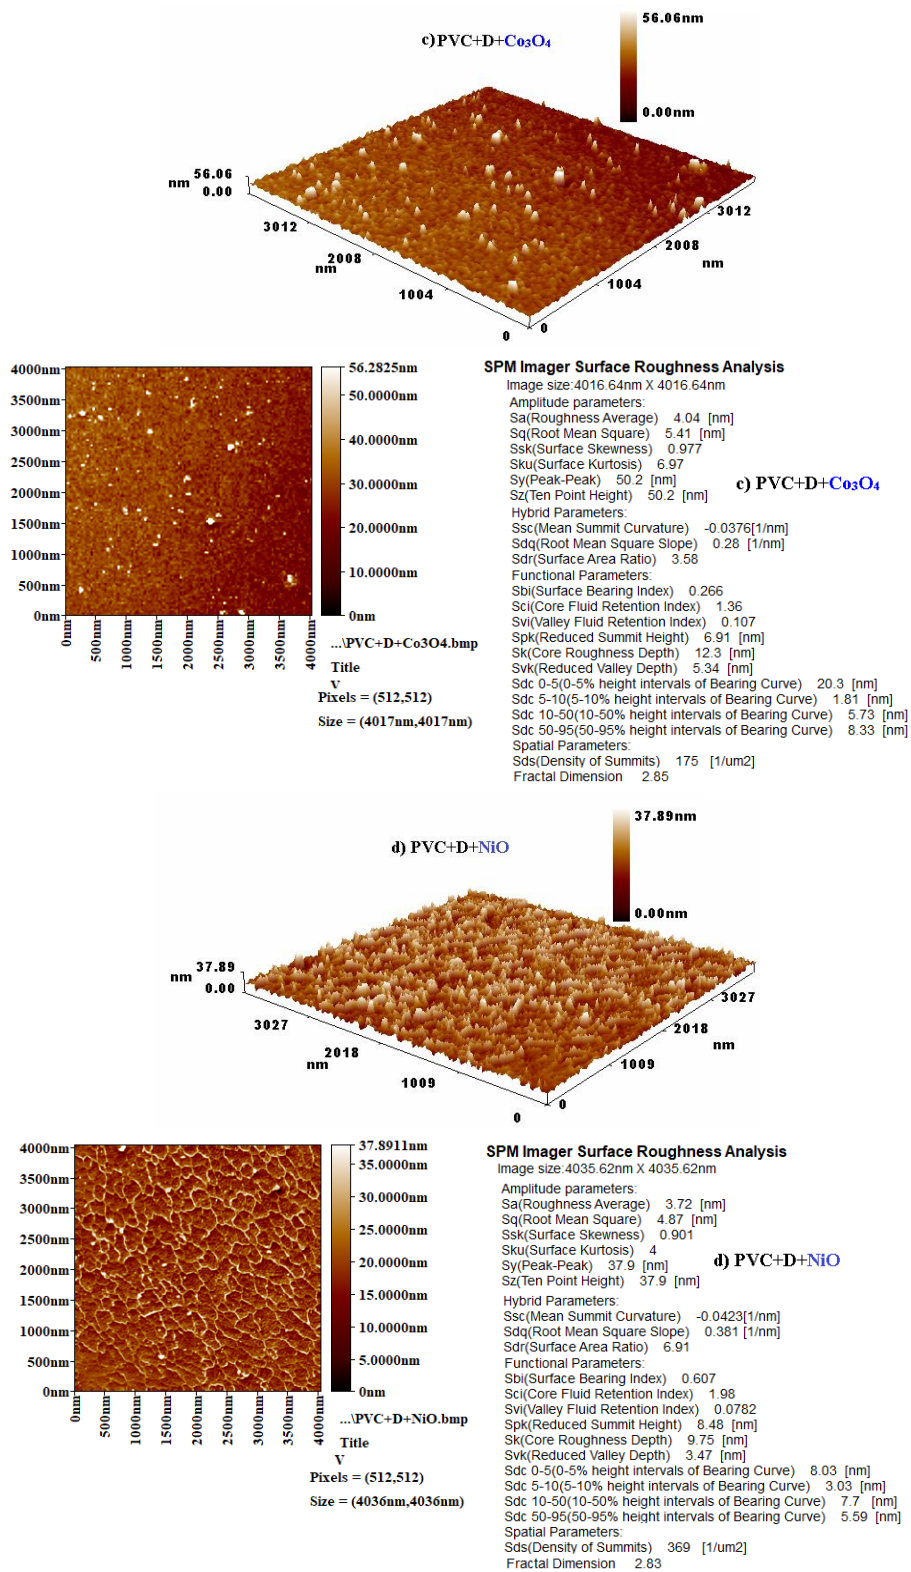 c) PVC+D+Co₃O₄
56.06nm
0.00nm
56.06
nm
0.00
3012
2008
nm
1004
0
0
1004
2008
nm
3012
4000nm
3500nm
3000nm
2500nm
2000nm
1500nm
1000nm
500nm
0nm
0nm
5000nm
10000nm
15000nm
20000nm
25000nm
30000nm
35000nm
40000nm
56.2825nm
50.0000nm
40.0000nm
30.0000nm
20.0000nm
10.0000nm
0nm
...\PVC+D+Co3O4.bmp
Title
V
Pixels = (512,512)
Size = (4017nm,4017nm)
SPM Imager Surface Roughness Analysis
Image size:4016.64nm X 4016.64nm
Amplitude parameters:
Sa(Roughness Average) 4.04 [nm]
Sq(Root Mean Square) 5.41 [nm]
Ssk(Surface Skewness) 0.977
Sku(Surface Kurtosis) 6.97
Sy(Peak-Peak) 50.2 [nm]
Sz(Ten Point Height) 50.2 [nm]
c) PVC+D+Co₃O₄
Hybrid Parameters:
Ssc(Mean Summit Curvature) -0.0376[1/nm]
Sdq(Root Mean Square Slope) 0.28 [1/nm]
Sdr(Surface Area Ratio) 3.58
Functional Parameters:
Sbi(Surface Bearing Index) 0.266
Sci(Core Fluid Retention Index) 1.36
Svi(Valley Fluid Retention Index) 0.107
Spk(Reduced Summit Height) 6.91 [nm]
Sk(Core Roughness Depth) 12.3 [nm]
Svk(Reduced Valley Depth) 5.34 [nm]
Sdc 0-5(0-5% height intervals of Bearing Curve) 20.3 [nm]
Sdc 5-10(5-10% height intervals of Bearing Curve) 1.81 [nm]
Sdc 10-50(10-50% height intervals of Bearing Curve) 5.73 [nm]
Sdc 50-95(50-95% height intervals of Bearing Curve) 8.33 [nm]
Spatial Parameters:
Sds(Density of Summits) 175 [1/um2]
Fractal Dimension 2.85
d) PVC+D+NiO
37.89nm
0.00nm
37.89
nm
0.00
3027
2018
nm
1009
0
0
1009
2018
nm
3027
4000nm
3500nm
3000nm
2500nm
2000nm
1500nm
1000nm
500nm
0nm
0nm
500nm
1000nm
1500nm
2000nm
2500nm
3000nm
3500nm
4000nm
37.8911nm
35.0000nm
30.0000nm
25.0000nm
20.0000nm
15.0000nm
10.0000nm
5.0000nm
0nm
...\PVC+D+NiO.bmp
Title
V
Pixels = (512,512)
Size = (4036nm,4036nm)
SPM Imager Surface Roughness Analysis
Image size:4035.62nm X 4035.62nm
Amplitude parameters:
Sa(Roughness Average) 3.72 [nm]
Sq(Root Mean Square) 4.87 [nm]
Ssk(Surface Skewness) 0.901
Sku(Surface Kurtosis) 4
Sy(Peak-Peak) 37.9 [nm]
Sz(Ten Point Height) 37.9 [nm]
d) PVC+D+NiO
Hybrid Parameters:
Ssc(Mean Summit Curvature) -0.0423[1/nm]
Sdq(Root Mean Square Slope) 0.381 [1/nm]
Sdr(Surface Area Ratio) 6.91
Functional Parameters:
Sbi(Surface Bearing Index) 0.607
Sci(Core Fluid Retention Index) 1.98
Svi(Valley Fluid Retention Index) 0.0782
Spk(Reduced Summit Height) 8.48 [nm]
Sk(Core Roughness Depth) 9.75 [nm]
Svk(Reduced Valley Depth) 3.47 [nm]
Sdc 0-5(0-5% height intervals of Bearing Curve) 8.03 [nm]
Sdc 5-10(5-10% height intervals of Bearing Curve) 3.03 [nm]
Sdc 10-50(10-50% height intervals of Bearing Curve) 7.7 [nm]
Sdc 50-95(50-95% height intervals of Bearing Curve) 5.59 [nm]
Spatial Parameters:
Sds(Density of Summits) 369 [1/um2]
Fractal Dimension 2.83